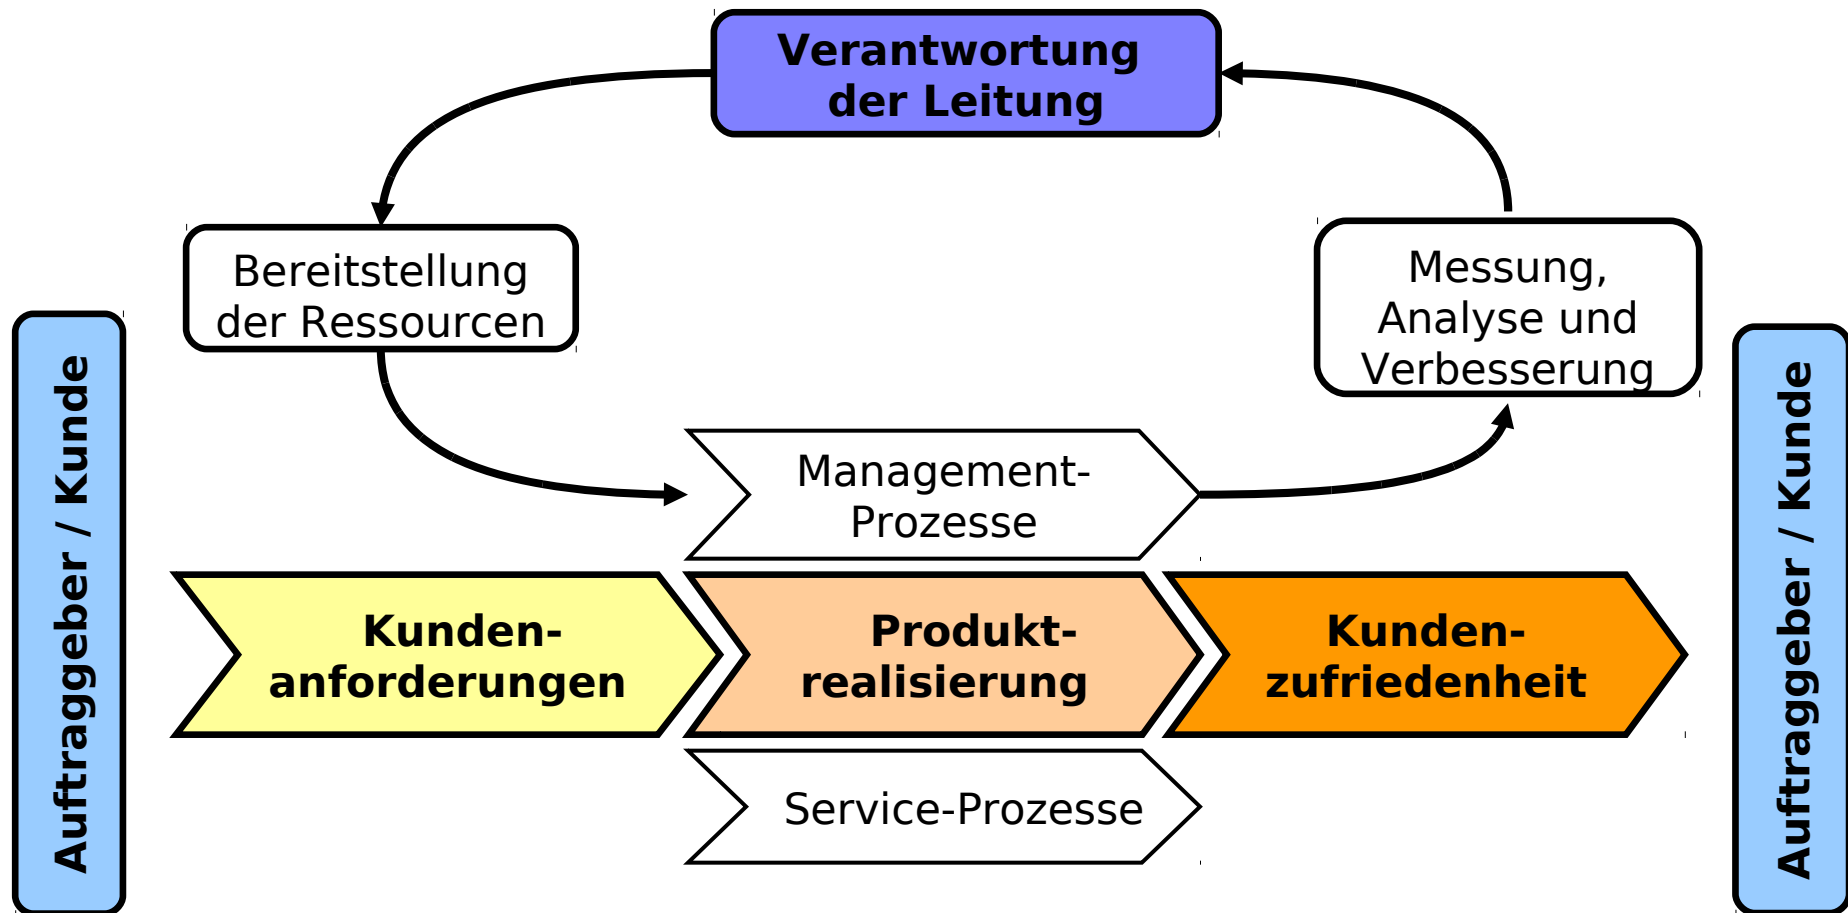 Verantwortung
der Leitung
Bereitstellung
der Ressourcen
Messung,
Analyse und
Verbesserung
Auftraggeber / Kunde
Management-
Prozesse
Kunden-
anforderungen
Produkt-
realisierung
Kunden-
zufriedenheit
Service-Prozesse
Auftraggeber / Kunde